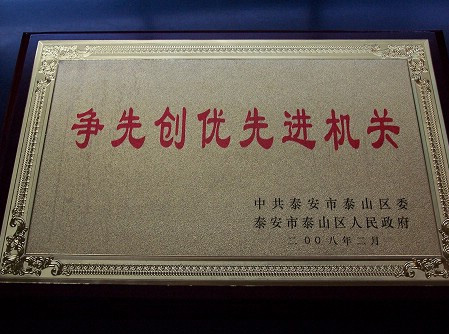 争先创优先进机关
中共泰安市泰山区委
泰安市泰山区人民政府
二〇〇八年二月